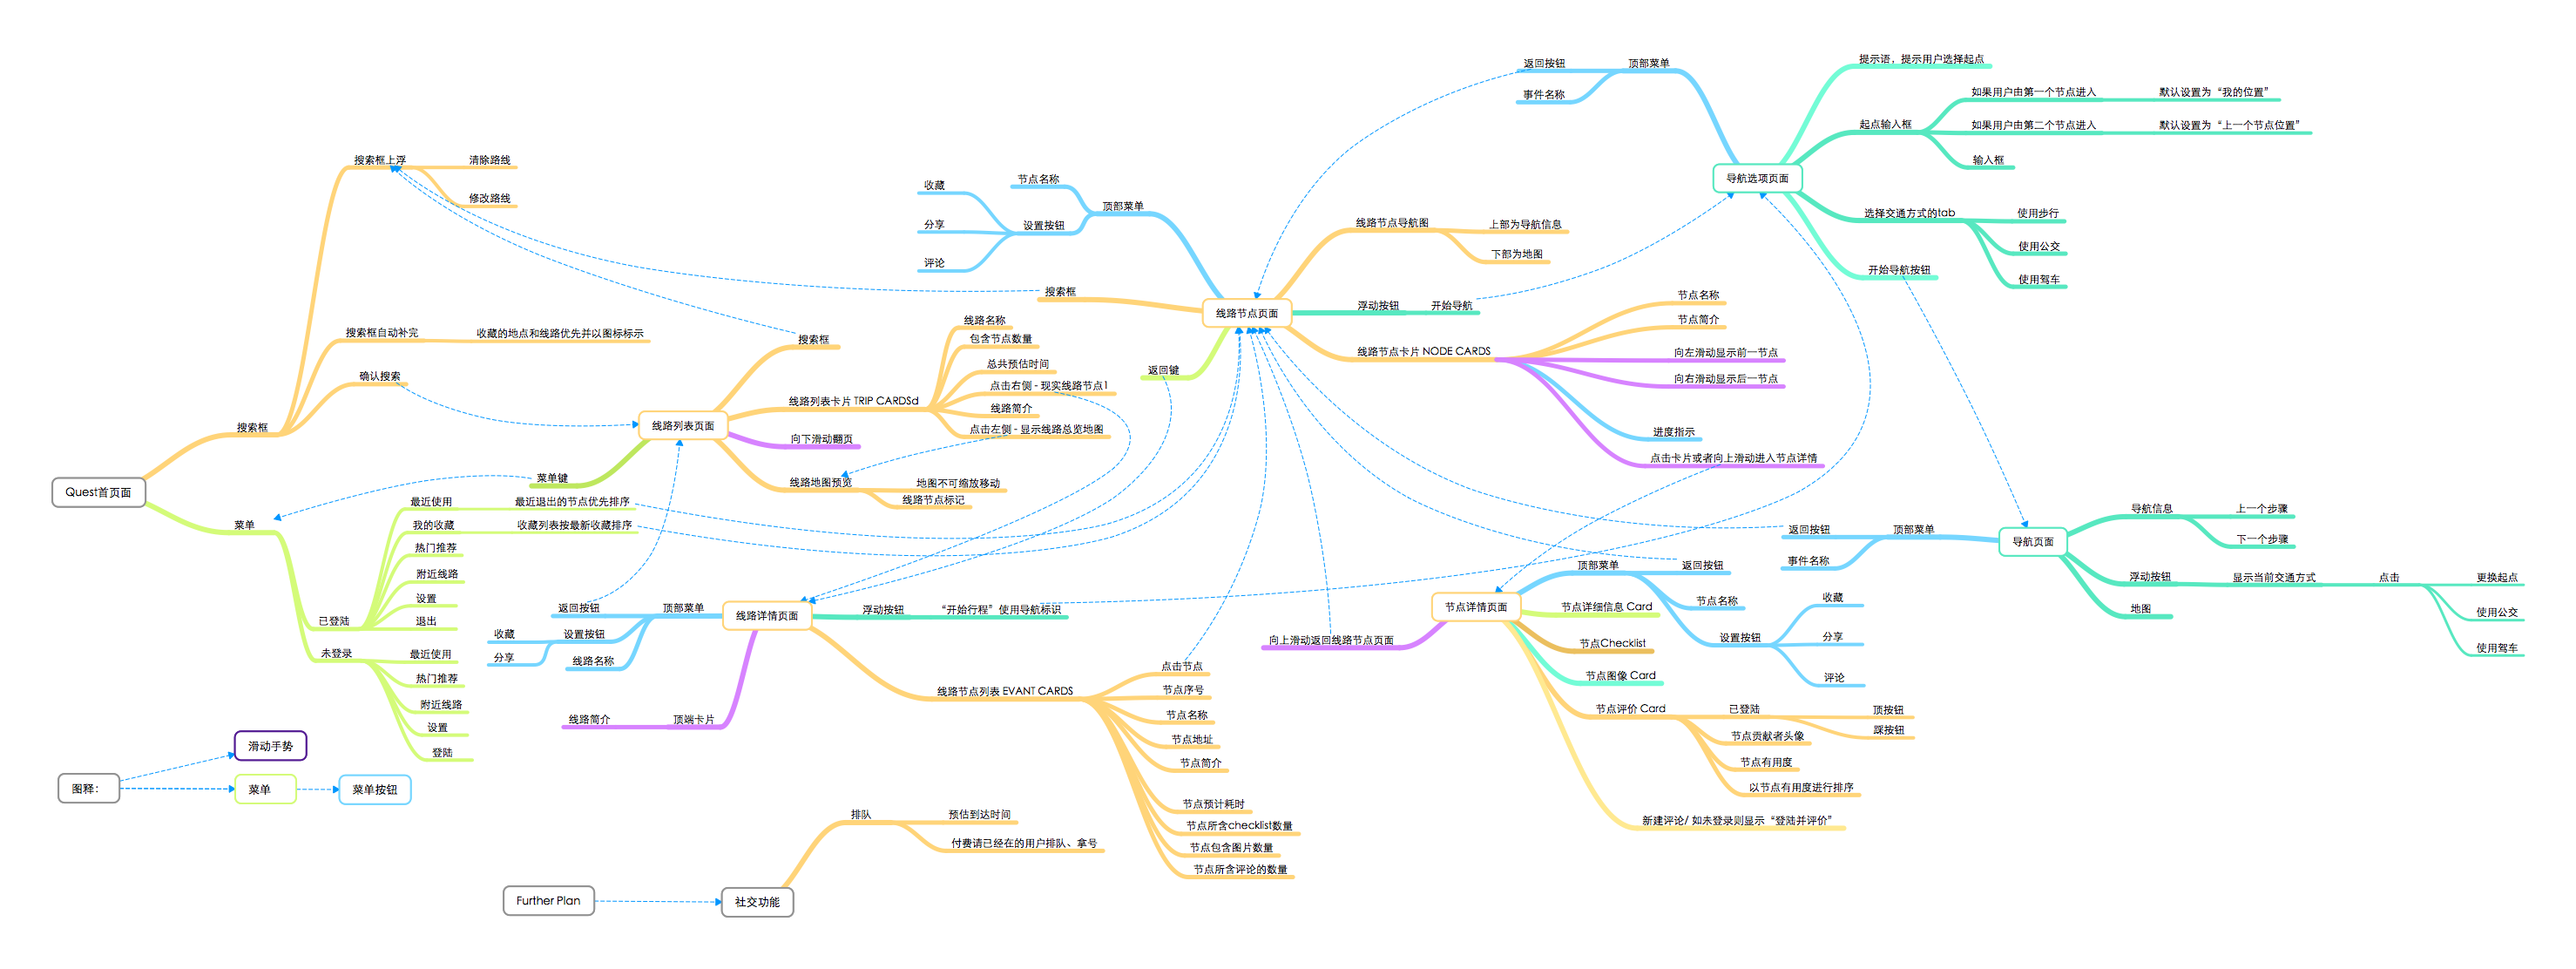 Quest首页面
搜索框
搜索框上浮
清除路线
修改路线
搜索框自动补完
收藏的地点和线路优先并以图标标示
确认搜索
菜单
已登陆
最近使用
最近退出的节点优先排序
我的收藏
收藏列表按最新收藏排序
热门推荐
附近线路
设置
退出
未登录
最近使用
热门推荐
附近线路
设置
登陆
图释：
滑动手势
菜单
菜单按钮
线路列表页面
搜索框
线路列表卡片 TRIP CARDSd
线路名称
包含节点数量
总共预估时间
点击右侧 - 现实线路节点1
线路简介
点击左侧 - 显示线路总览地图
向下滑动翻页
线路地图预览
地图不可缩放移动
线路节点标记
菜单键
线路详情页面
顶部菜单
返回按钮
设置按钮
收藏
分享
线路名称
顶端卡片
线路简介
浮动按钮
“开始行程”使用导航标识
线路节点列表 EVANT CARDS
点击节点
节点序号
节点名称
节点地址
节点简介
节点预计耗时
节点所含checklist数量
节点包含图片数量
节点所含评论的数量
Further Plan
社交功能
排队
预估到达时间
付费请已经在的用户排队、拿号
线路节点页面
顶部菜单
节点名称
设置按钮
收藏
分享
评论
搜索框
返回键
线路节点导航图
上部为导航信息
下部为地图
浮动按钮
开始导航
线路节点卡片 NODE CARDS
节点名称
节点简介
向左滑动显示前一节点
向右滑动显示后一节点
进度指示
点击卡片或者向上滑动进入节点详情
导航选项页面
顶部菜单
返回按钮
事件名称
提示语，提示用户选择起点
起点输入框
如果用户由第一个节点进入
默认设置为“我的位置”
如果用户由第二个节点进入
默认设置为“上一个节点位置”
输入框
选择交通方式的tab
使用步行
使用公交
使用驾车
开始导航按钮
导航页面
顶部菜单
返回按钮
事件名称
导航信息
上一个步骤
下一个步骤
浮动按钮
显示当前交通方式
点击
更换起点
使用公交
使用驾车
地图
节点详情页面
顶部菜单
返回按钮
节点名称
设置按钮
收藏
分享
评论
向上滑动返回线路节点页面
节点详细信息 Card
节点Checklist
节点图像 Card
节点评价 Card
已登陆
顶按钮
踩按钮
节点贡献者头像
节点有用度
以节点有用度进行排序
新建评论/ 如未登录则显示“登陆并评价”